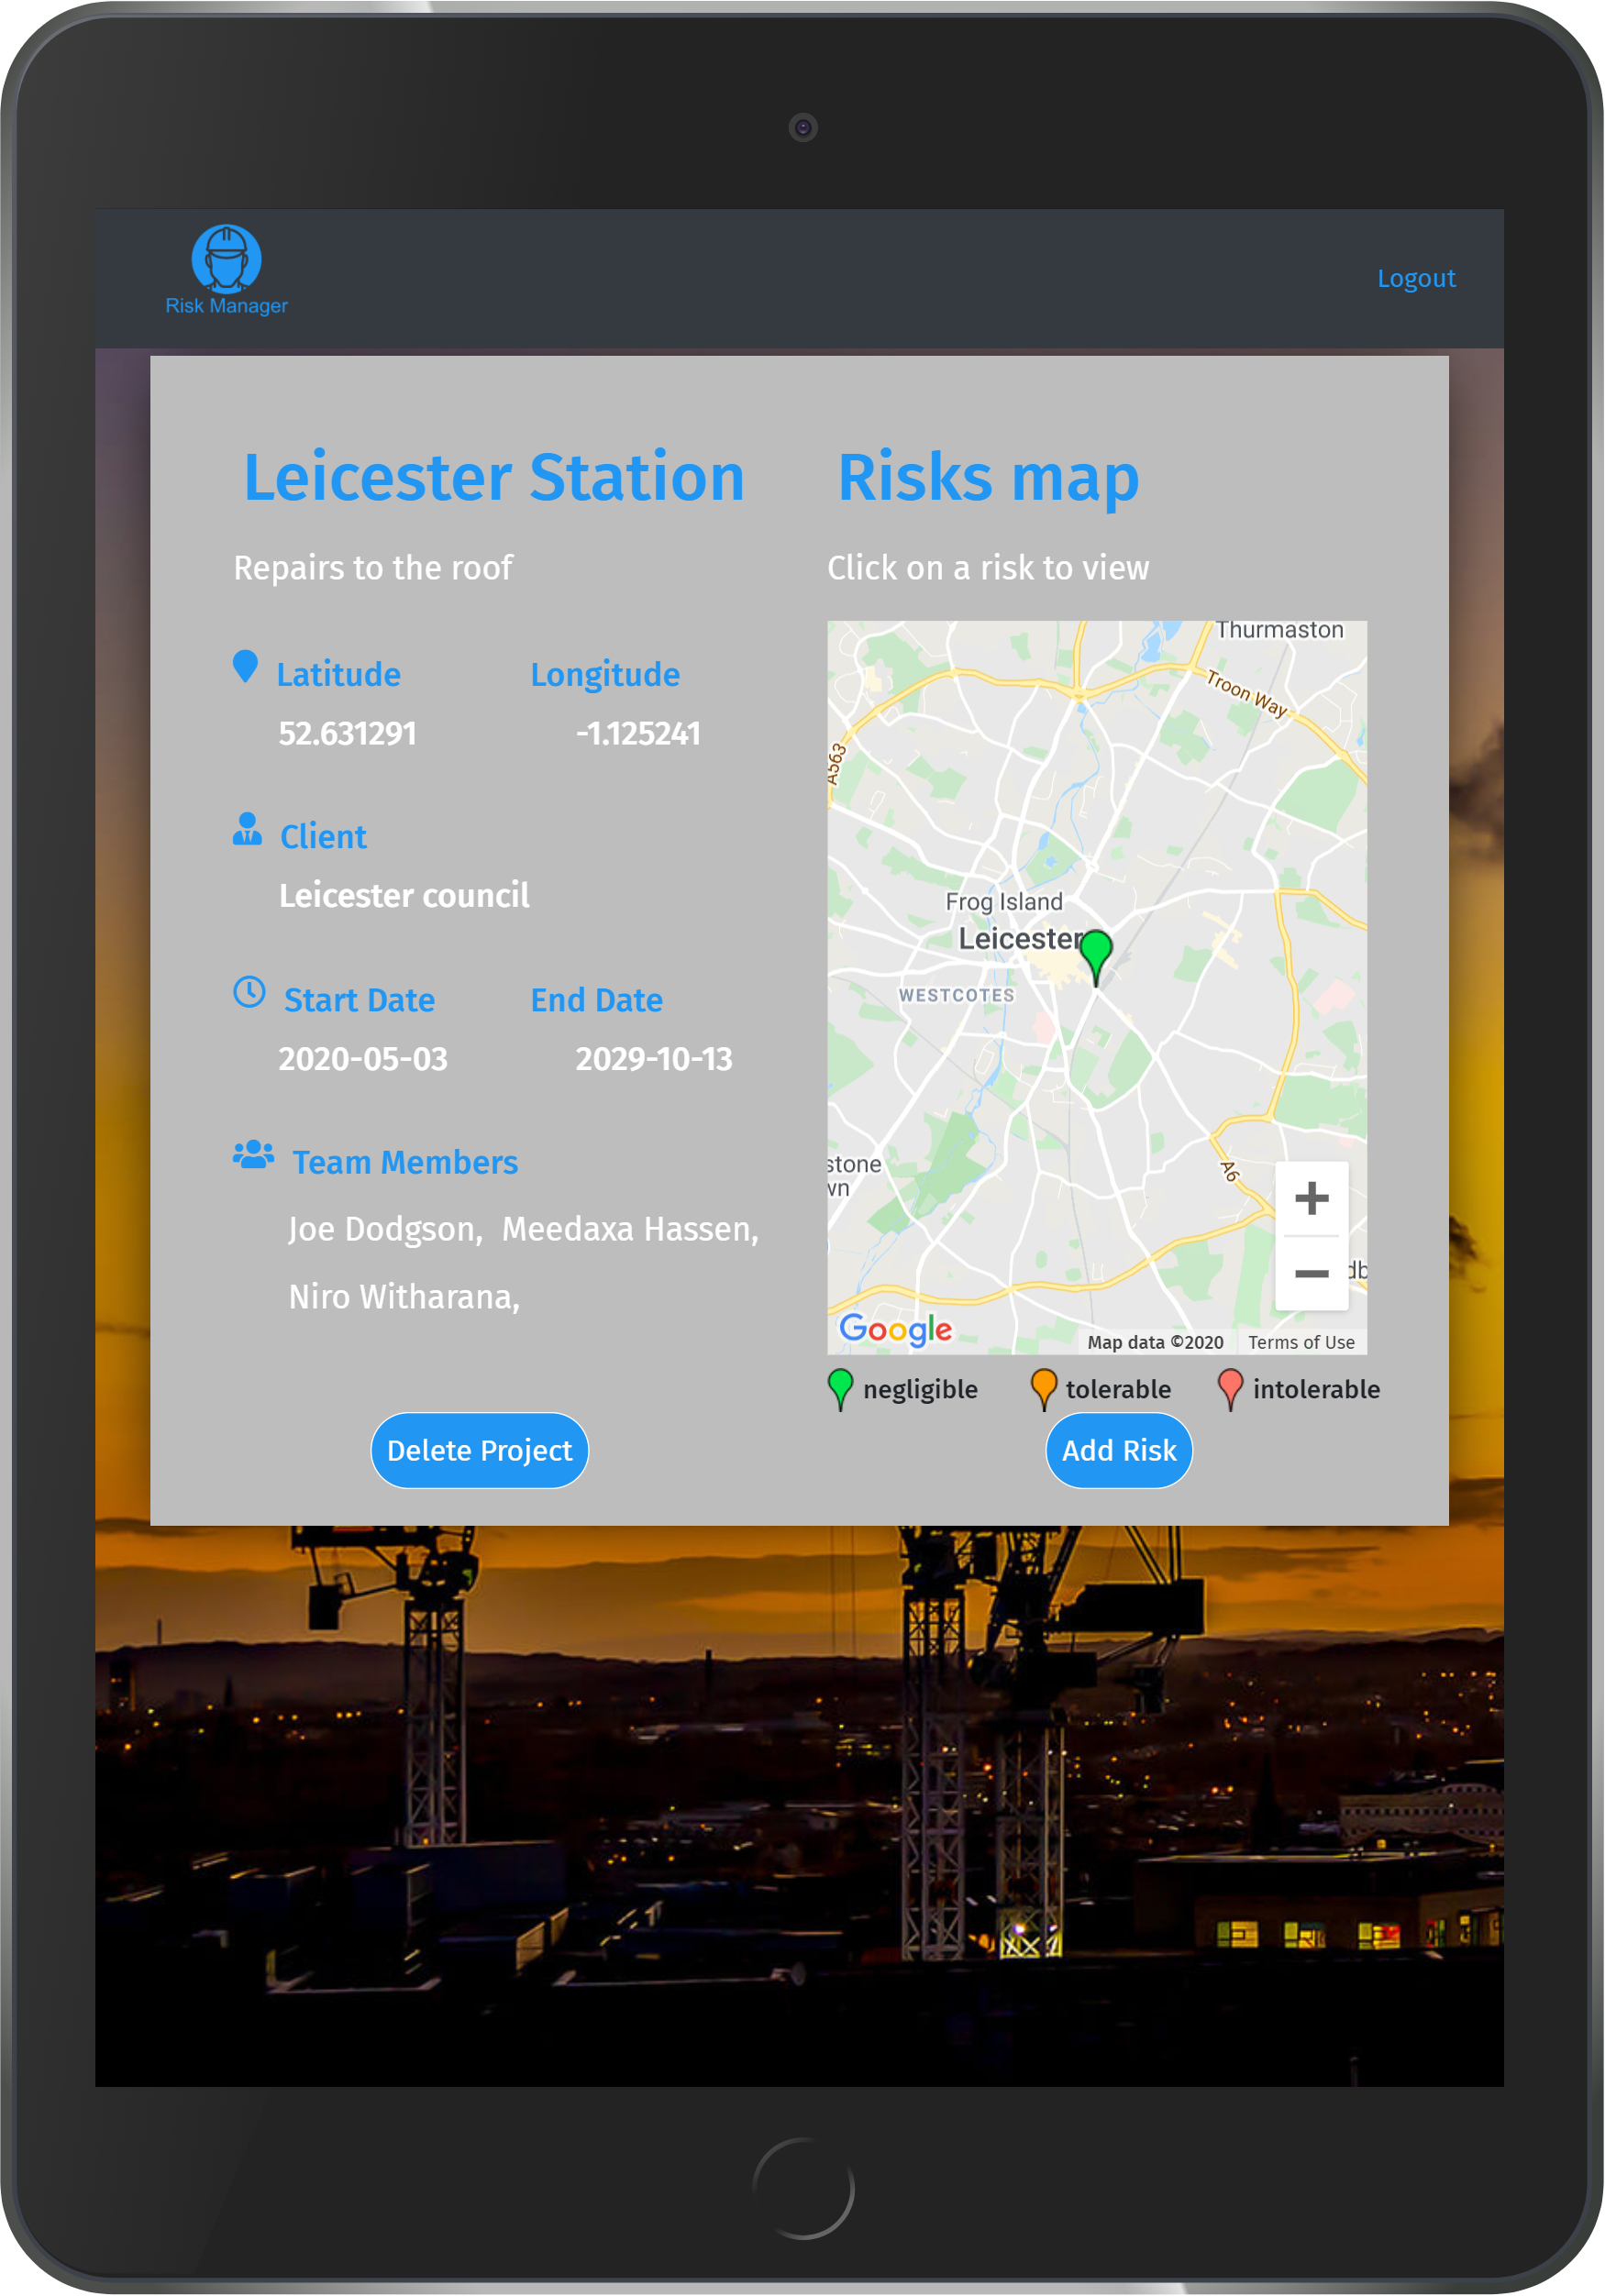 Risk Manager
Logout
Leicester Station
Repairs to the roof
Latitude Longitude
52.631291 -1.125241
Client
Leicester council
Start Date End Date
2020-05-03 2029-10-13
Team Members
Joe Dodgson, Meedaxa Hassen,
Niro Witharana,
Delete Project
Risks map
Click on a risk to view
Thurmaston
Troon Way
A563
Frog Island
Leicester
WESTCOTES
stone
wn
A6
+
db
−
Google
Map data ©2020 Terms of Use
negligible tolerable intolerable
Add Risk